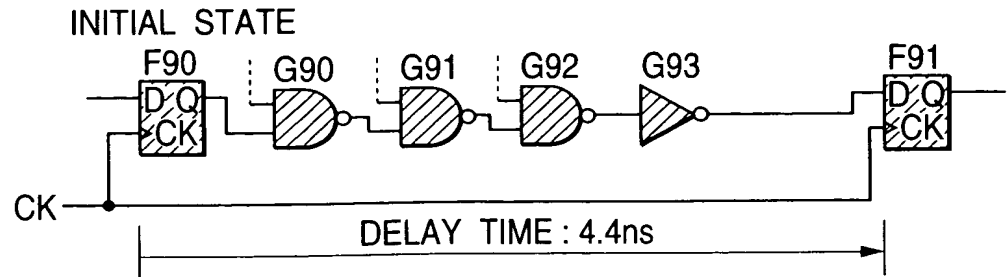 INITIAL STATE
F90 G90 G91 G92 G93 F91
D Q D Q
CK CK
CK
DELAY TIME : 4.4ns